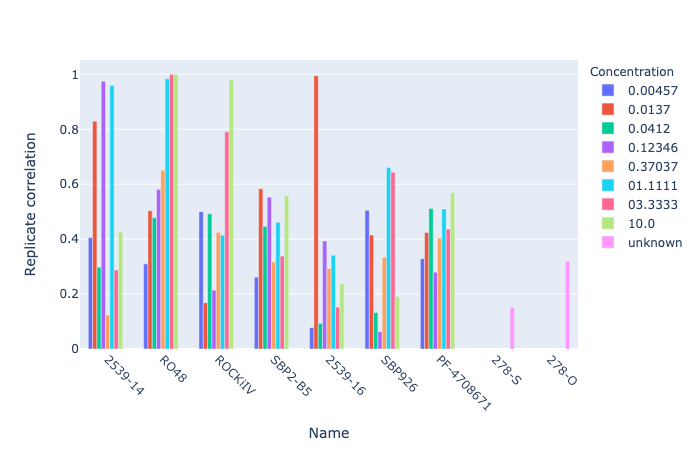 Concentration
0.00457
0.0137
0.0412
0.12346
0.37037
01.1111
03.3333
10.0
unknown
Replicate correlation
1
0.8
0.6
0.4
0.2
0
2539-14
RO48
ROCKiIV
SBP2-B5
2539-16
SBP926
PF-4708671
278-S
278-O
Name